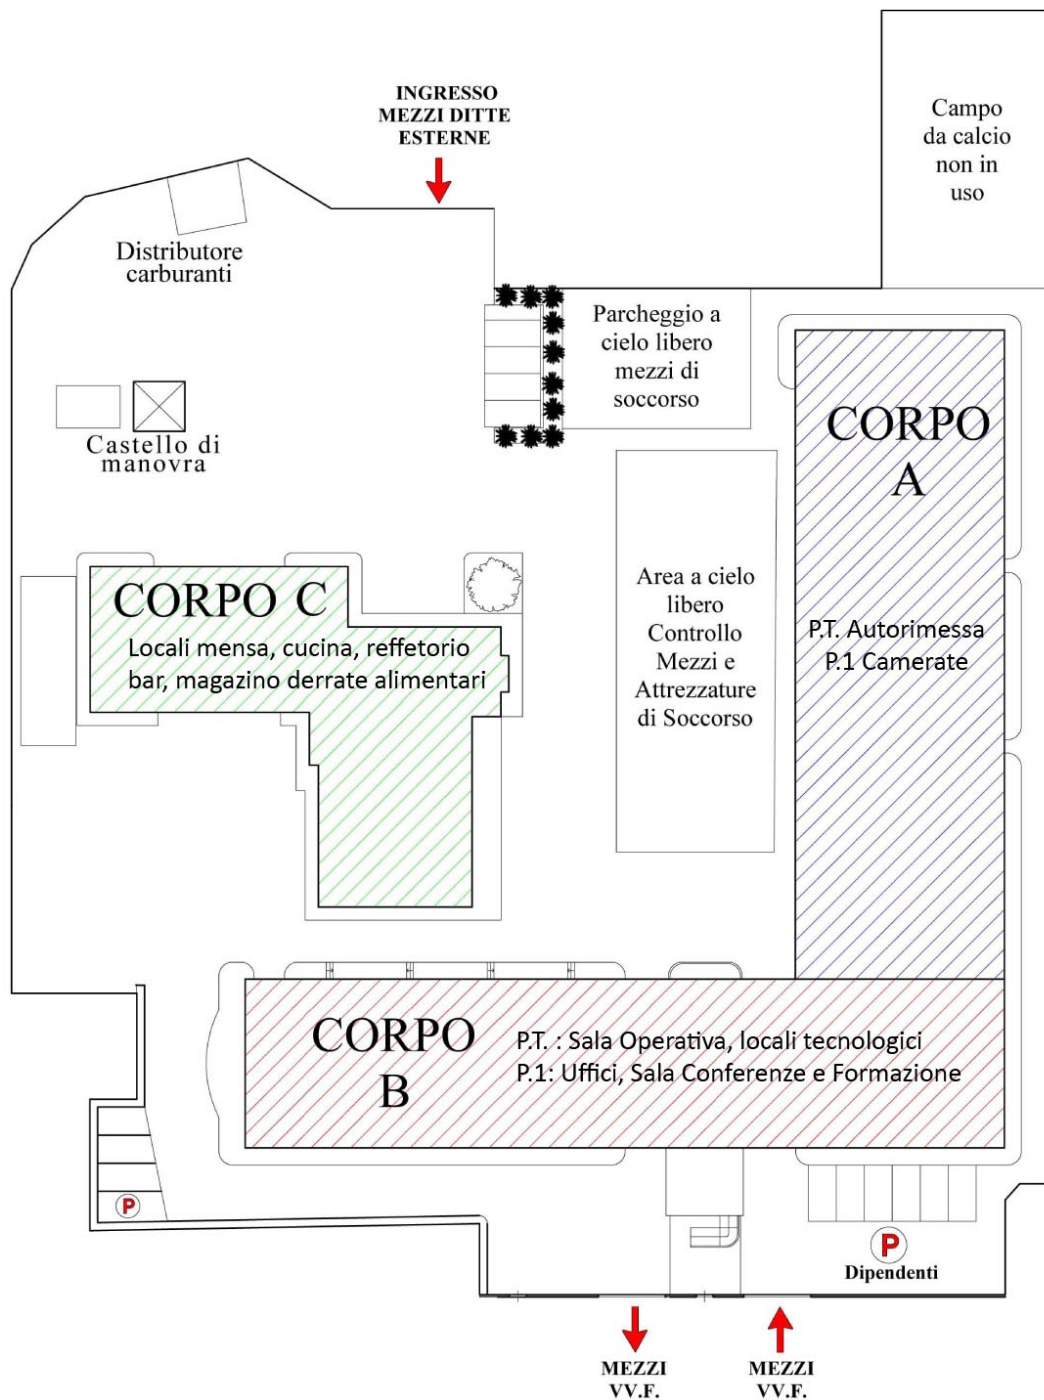 INGRESSO
MEZZI DITTE
ESTERNE
Campo
da calcio
non in
uso
Distributore
carburanti
Parcheggio a
cielo libero
mezzi di
soccorso
CORPO
A
Castello di
manovra
Area a cielo
libero
Controllo
Mezzi e
Attrezzature
di Soccorso
P.T. Autorimessa
P.1 Camerate
CORPO C
Locali mensa, cucina, reffetorio
bar, magazino derrate alimentari
CORPO
B
P.T. : Sala Operativa, locali tecnologici
P.1: Uffici, Sala Conferenze e Formazione
P
P
Dipendenti
MEZZI
VV.F.
MEZZI
VV.F.